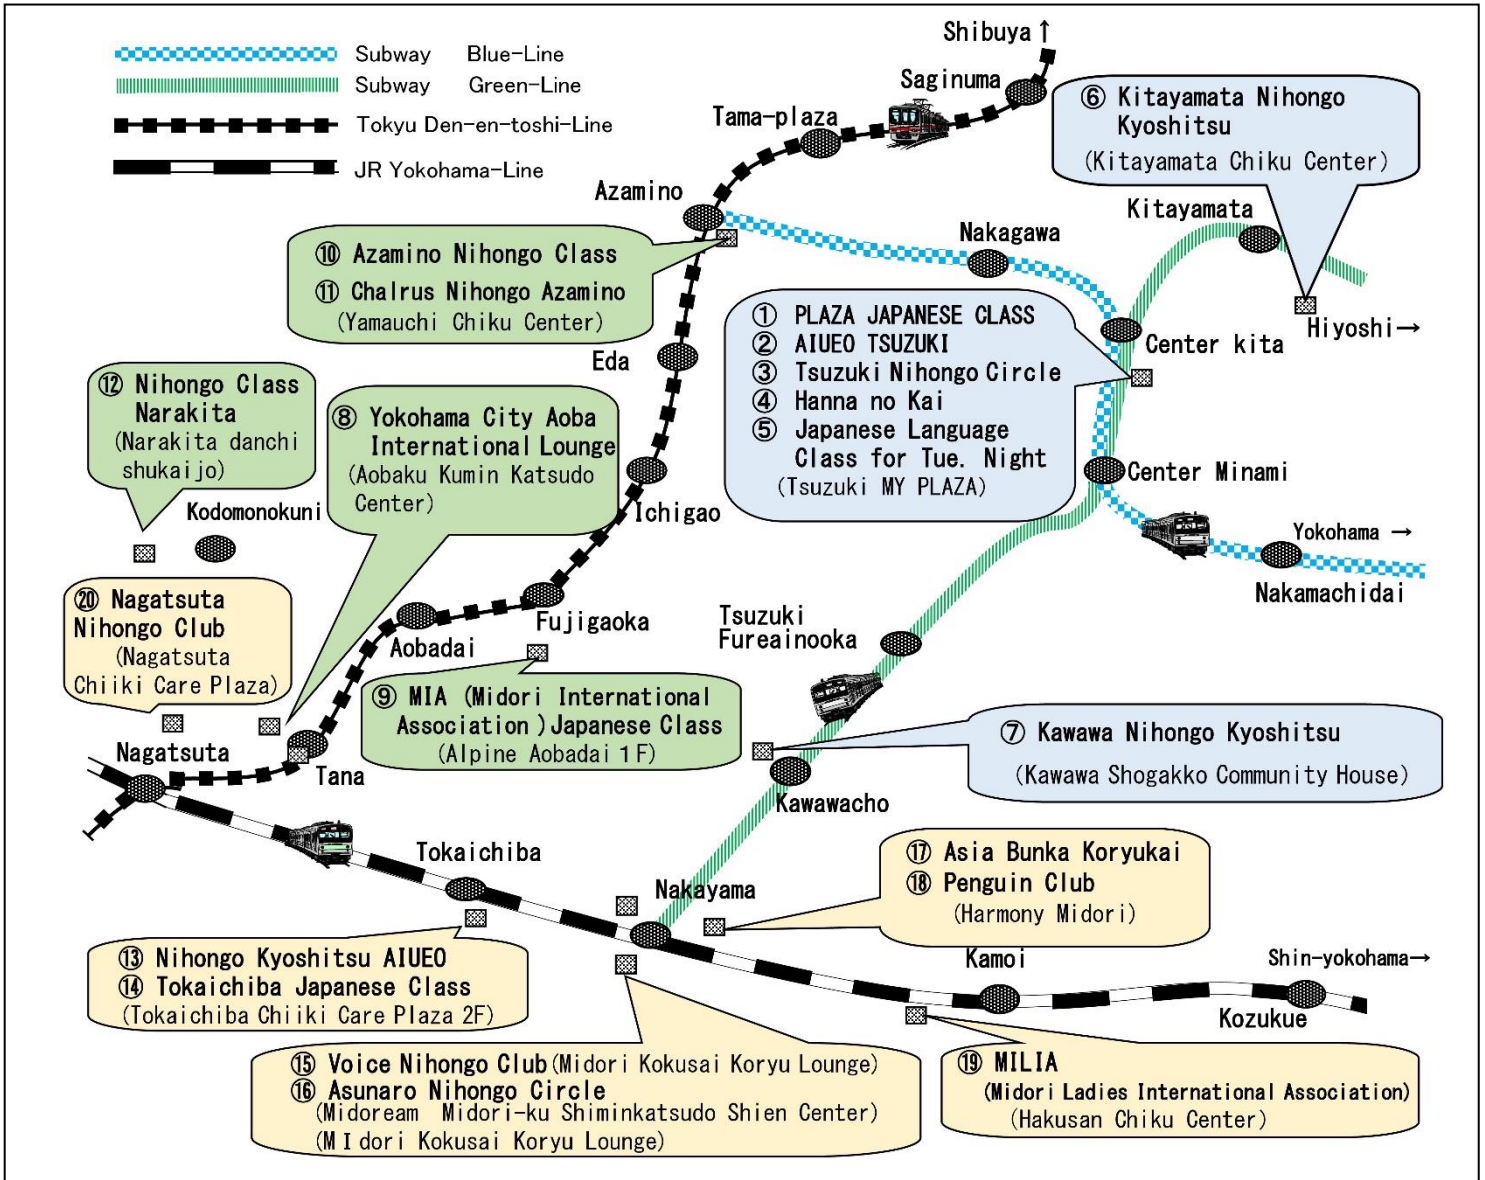 Subway Blue-Line
Subway Green-Line
Tokyu Den-en-toshi-Line
JR Yokohama-Line
Shibuya ↑
Saginuma
Tama-plaza
Azamino
⑥ Kitayamata Nihongo
Kyoshitsu
(Kitayamata Chiku Center)
Kitayamata
Nakagawa
⑩ Azamino Nihongo Class
⑪ Chalrus Nihongo Azamino
(Yamauchi Chiku Center)
① PLAZA JAPANESE CLASS
② AIUEO TSUZUKI
③ Tsuzuki Nihongo Circle
④ Hanna no Kai
⑤ Japanese Language
Class for Tue. Night
(Tsuzuki MY PLAZA)
Hiyoshi→
Center kita
Eda
⑫ Nihongo Class
Narakita
(Narakita danchi
shukaijo)
⑧ Yokohama City Aoba
International Lounge
(Aobaku Kumin Katsudo
Center)
Center Minami
Kodomonokuni
Ichigao
Yokohama →
Nakamachidai
⑳ Nagatsuta
Nihongo Club
(Nagatsuta
Chiiki Care Plaza)
Fujigaoka
Aobadai
Tsuzuki
Fureainooka
⑨ MIA (Midori International
Association)Japanese Class
(Alpine Aobadai 1F)
⑦ Kawawa Nihongo Kyoshitsu
(Kawawa Shogakko Community House)
Nagatsuta
Tana
Kawawacho
Tokaichiba
Nakayama
⑰ Asia Bunka Koryukai
⑱ Penguin Club
(Harmony Midori)
⑬ Nihongo Kyoshitsu AIUEO
⑭ Tokaichiba Japanese Class
(Tokaichiba Chiiki Care Plaza 2F)
Kamoi
Shin-yokohama→
Kozukue
⑮ Voice Nihongo Club(Midori Kokusai Koryu Lounge)
⑯ Asunaro Nihongo Circle
(Midoream Midori-ku Shiminkatsudo Shien Center)
(MIdori Kokusai Koryu Lounge)
⑲ MILIA
(Midori Ladies International Association)
(Hakusan Chiku Center)